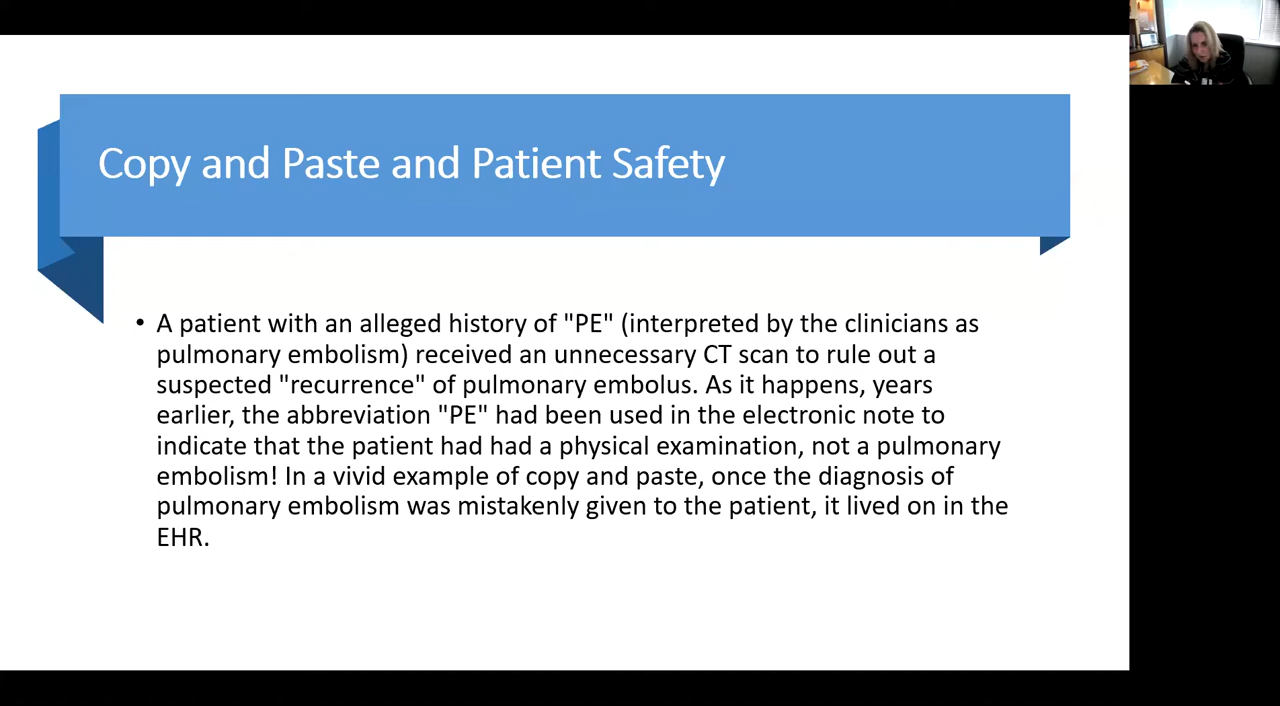 Copy and Paste and Patient Safety
• A patient with an alleged history of "PE" (interpreted by the clinicians as
pulmonary embolism) received an unnecessary CT scan to rule out a
suspected "recurrence" of pulmonary embolus. As it happens, years
earlier, the abbreviation "PE" had been used in the electronic note to
indicate that the patient had had a physical examination, not a pulmonary
embolism! In a vivid example of copy and paste, once the diagnosis of
pulmonary embolism was mistakenly given to the patient, it lived on in the
EHR.